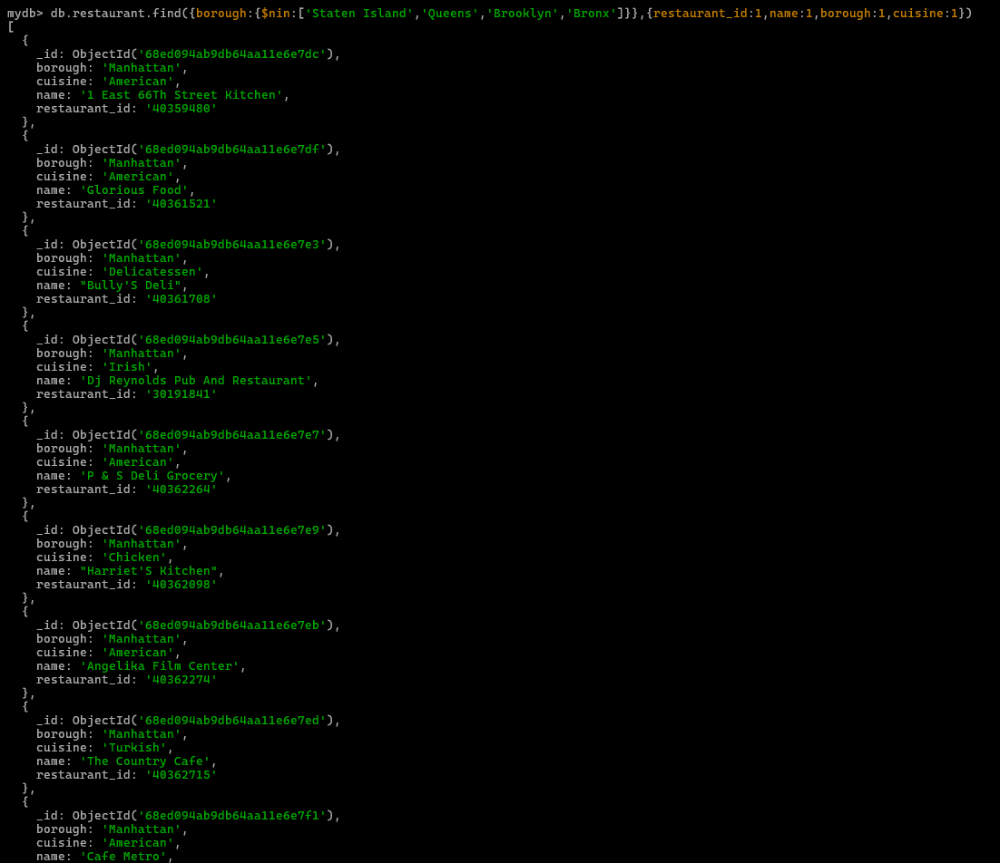 mydb> db.restaurant.find({borough:{$nin:['Staten Island','Queens','Brooklyn','Bronx']}},{restaurant_id:1,name:1,borough:1,cuisine:1})
[
  {
    _id: ObjectId('68ed094ab9db64aa11e6e7dc'),
    borough: 'Manhattan',
    cuisine: 'American',
    name: '1 East 66Th Street Kitchen',
    restaurant_id: '40359480'
  },
  {
    _id: ObjectId('68ed094ab9db64aa11e6e7df'),
    borough: 'Manhattan',
    cuisine: 'American',
    name: 'Glorious Food',
    restaurant_id: '40361521'
  },
  {
    _id: ObjectId('68ed094ab9db64aa11e6e7e3'),
    borough: 'Manhattan',
    cuisine: 'Delicatessen',
    name: "Bully'S Deli",
    restaurant_id: '40361708'
  },
  {
    _id: ObjectId('68ed094ab9db64aa11e6e7e5'),
    borough: 'Manhattan',
    cuisine: 'Irish',
    name: 'Dj Reynolds Pub And Restaurant',
    restaurant_id: '30191841'
  },
  {
    _id: ObjectId('68ed094ab9db64aa11e6e7e7'),
    borough: 'Manhattan',
    cuisine: 'American',
    name: 'P & S Deli Grocery',
    restaurant_id: '40362264'
  },
  {
    _id: ObjectId('68ed094ab9db64aa11e6e7e9'),
    borough: 'Manhattan',
    cuisine: 'Chicken',
    name: "Harriet'S Kitchen",
    restaurant_id: '40362098'
  },
  {
    _id: ObjectId('68ed094ab9db64aa11e6e7eb'),
    borough: 'Manhattan',
    cuisine: 'American',
    name: 'Angelika Film Center',
    restaurant_id: '40362274'
  },
  {
    _id: ObjectId('68ed094ab9db64aa11e6e7ed'),
    borough: 'Manhattan',
    cuisine: 'Turkish',
    name: 'The Country Cafe',
    restaurant_id: '40362715'
  },
  {
    _id: ObjectId('68ed094ab9db64aa11e6e7f1'),
    borough: 'Manhattan',
    cuisine: 'American',
    name: 'Cafe Metro',